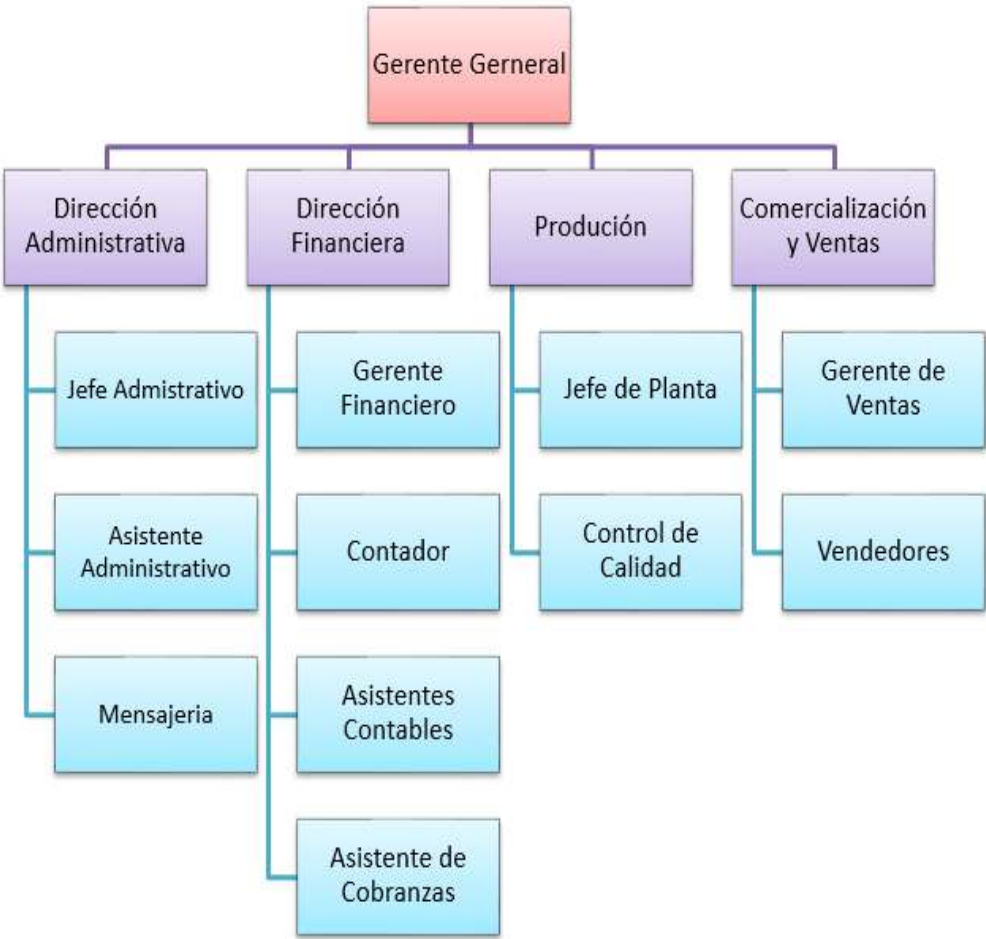 Gerente Gerneral
Dirección
Administrativa
Jefe Admistrativo
Asistente
Administrativo
Mensajeria
Dirección
Financiera
Gerente
Financiero
Contador
Asistentes
Contables
Asistente de
Cobranzas
Produción
Jefe de Planta
Control de
Calidad
Comercialización
y Ventas
Gerente de
Ventas
Vendedores